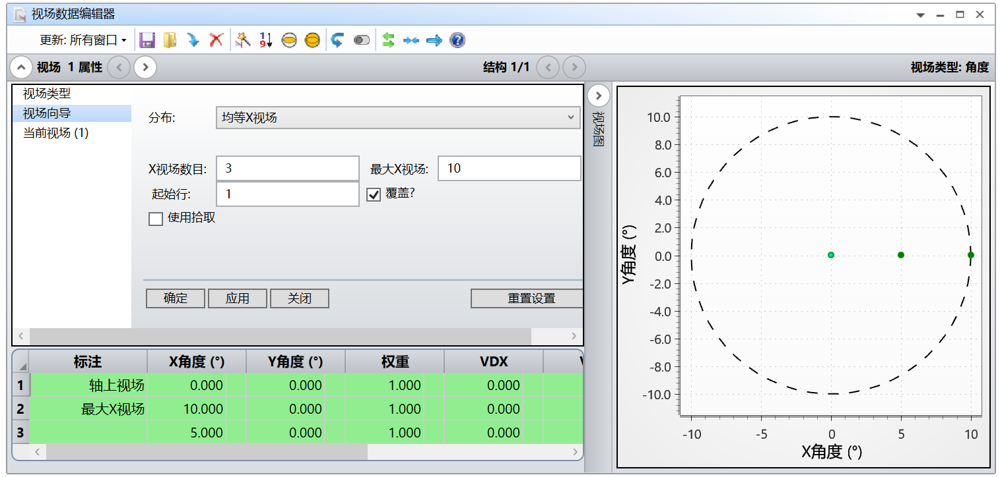 视场数据编辑器
更新: 所有窗口
视场 1 属性 结构 1/1 视场类型: 角度
视场类型
视场向导
当前视场 (1)
分布: 均等X视场
X视场数目: 3 最大X视场: 10
起始行: 1 覆盖?
使用拾取
确定 应用 关闭 重置设置
标注 X角度 (°) Y角度 (°) 权重 VDX
1 轴上视场 0.000 0.000 1.000 0.000
2 最大X视场 10.000 0.000 1.000 0.000
3 5.000 0.000 1.000 0.000
视场图
Y角度 (°)
10.0
8.0
6.0
4.0
2.0
0.0
-2.0
-4.0
-6.0
-8.0
-10.0
-10 -5 0 5 10
X角度 (°)